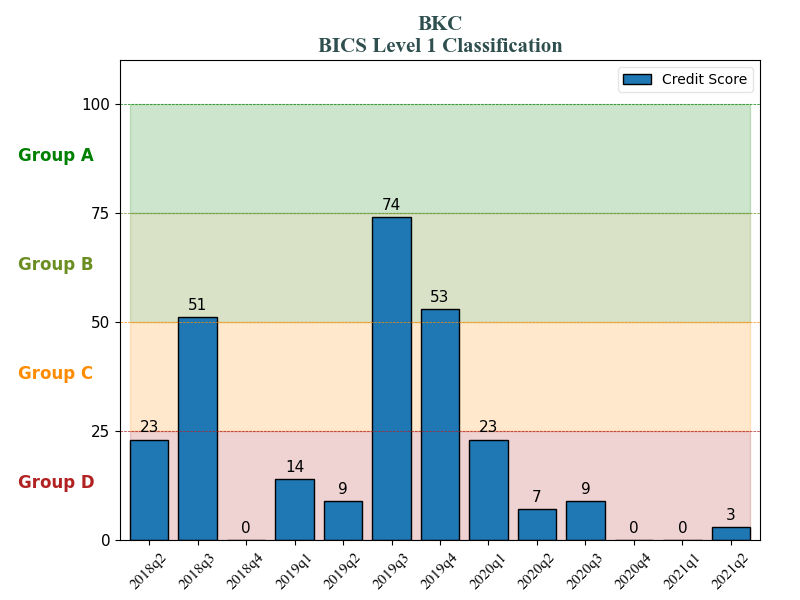 BKC
BICS Level 1 Classification
Credit Score
100
Group A
75
74
Group B
53
51
50
Group C
25
23
23
14
Group D
9
9
7
3
0
0
0
0
2018q2 2018q3 2018q4 2019q1 2019q2 2019q3 2019q4 2020q1 2020q2 2020q3 2020q4 2021q1 2021q2